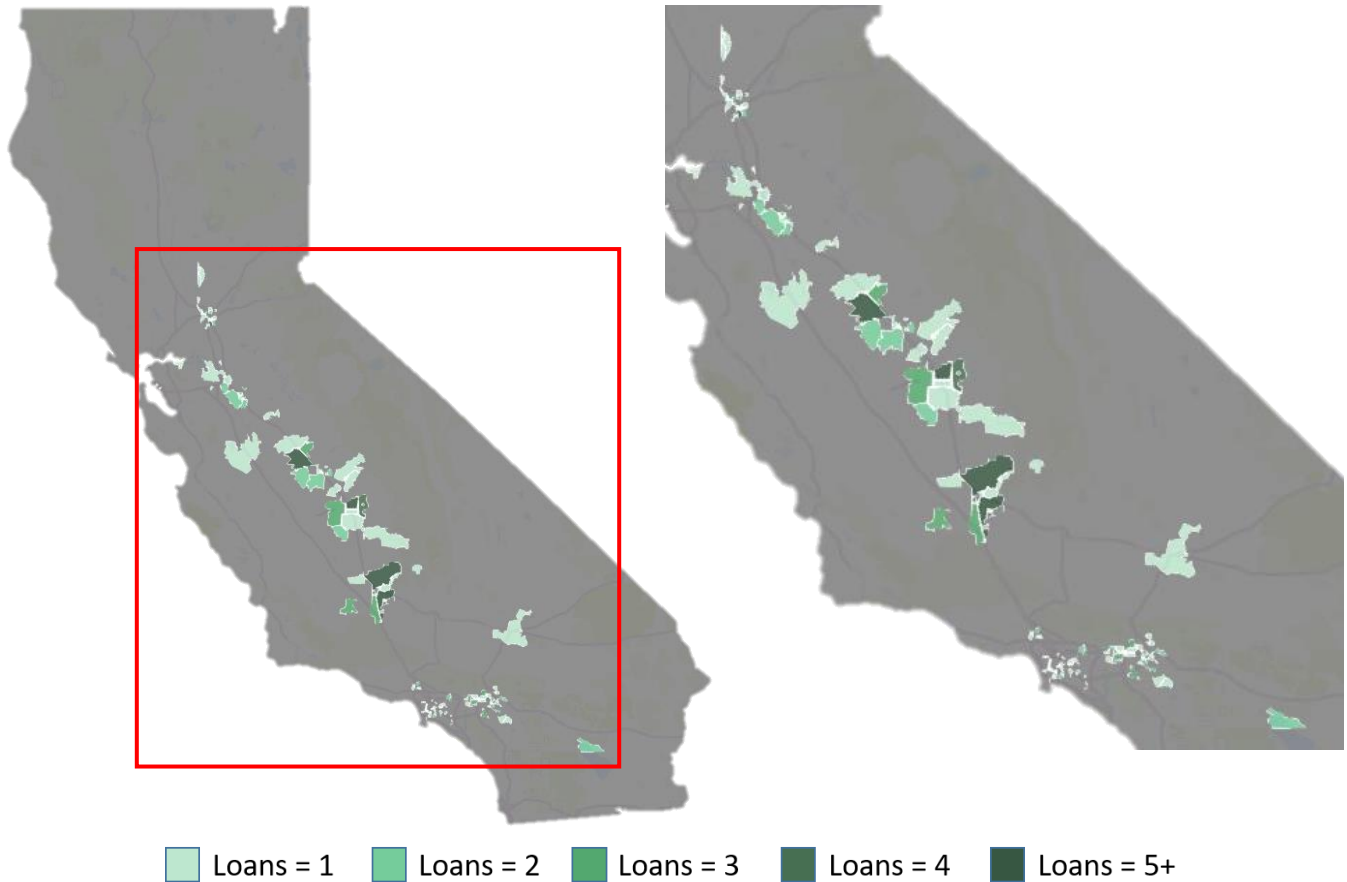 Loans = 1 Loans = 2 Loans = 3 Loans = 4 Loans = 5+